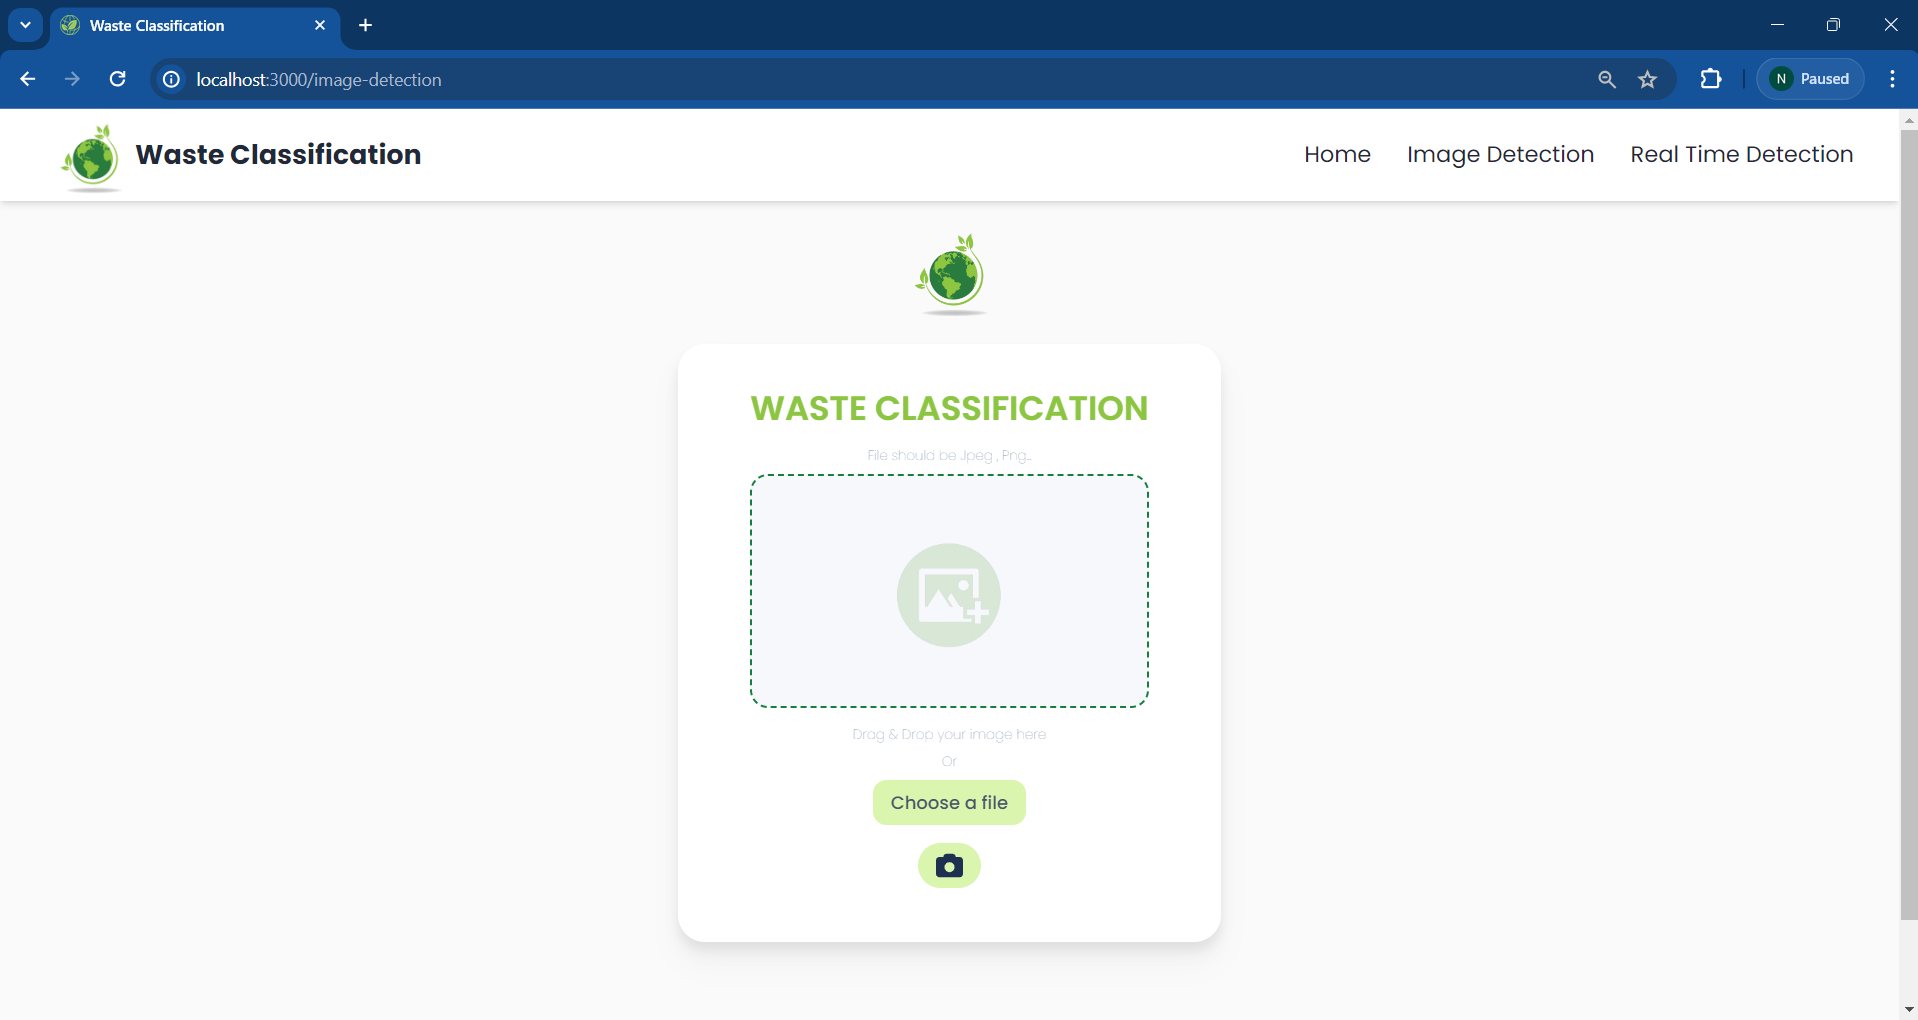 Waste Classification
localhost:3000/image-detection
N Paused
Waste Classification
Home Image Detection Real Time Detection
WASTE CLASSIFICATION
File should be Jpeg , Png...
Drag & Drop your image here
Or
Choose a file